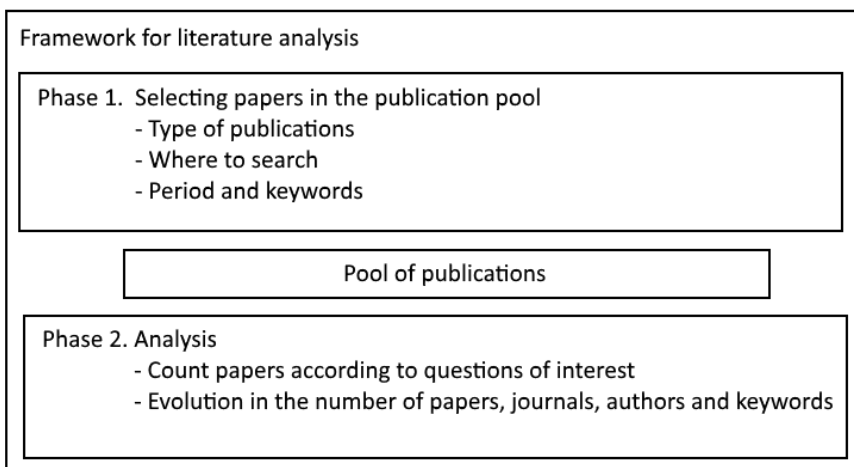 Framework for literature analysis
Phase 1.  Selecting papers in the publication pool
- Type of publications
- Where to search
- Period and keywords
Pool of publications
Phase 2. Analysis
- Count papers according to questions of interest
- Evolution in the number of papers, journals, authors and keywords